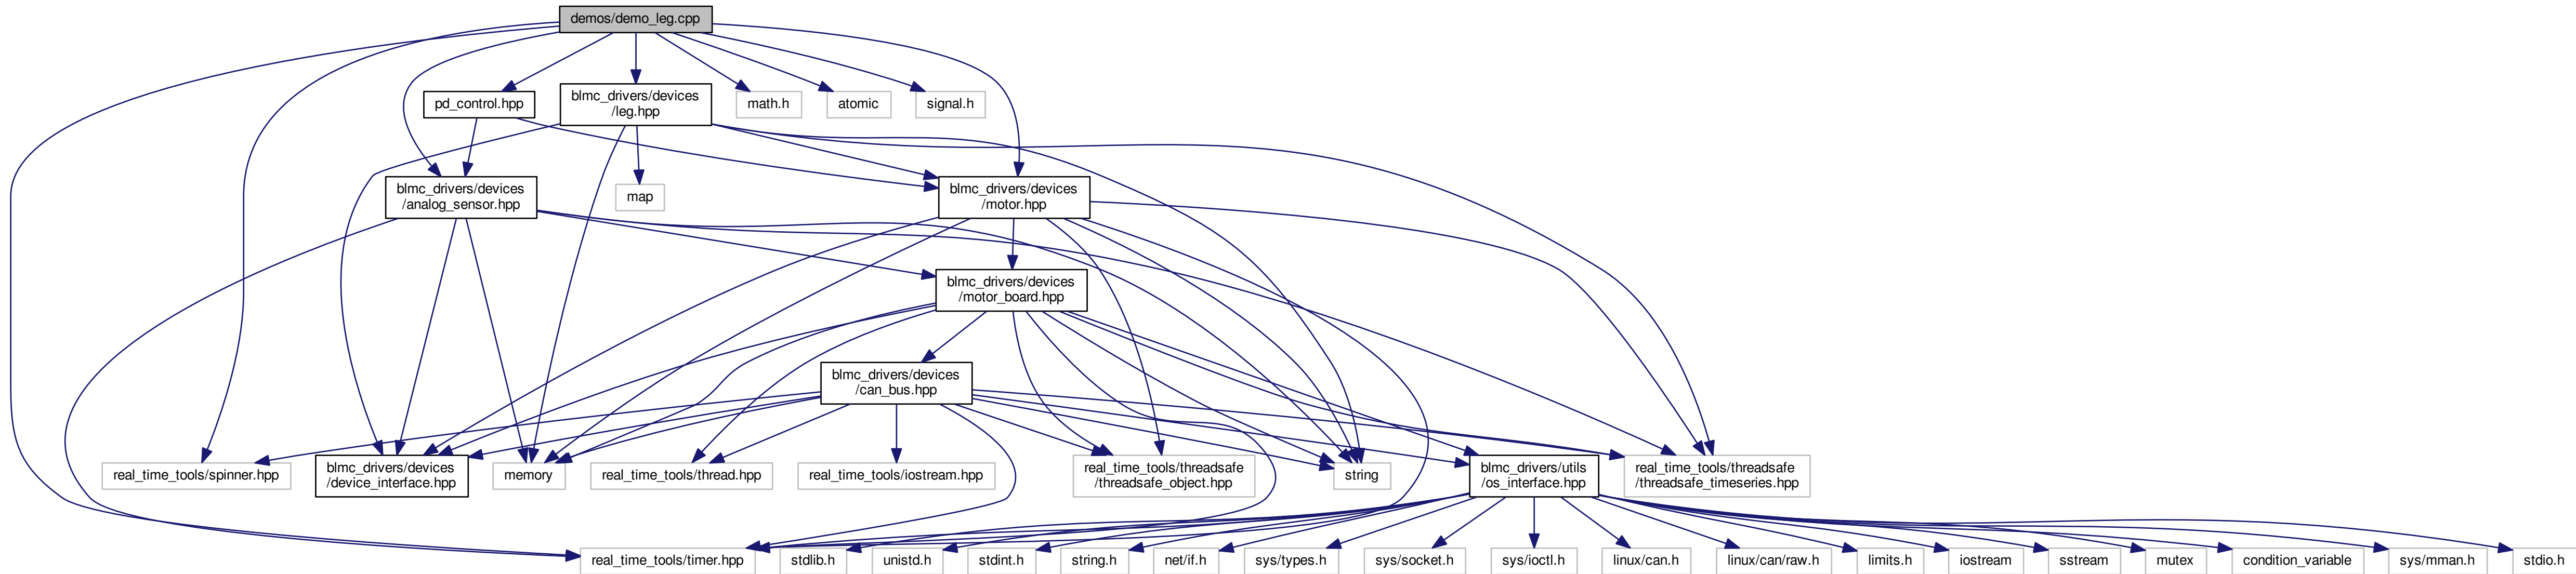 demos/demo_leg.cpp
pd_control.hpp
blmc_drivers/devices
/leg.hpp
math.h
atomic
signal.h
blmc_drivers/devices
/analog_sensor.hpp
map
blmc_drivers/devices
/motor.hpp
blmc_drivers/devices
/motor_board.hpp
blmc_drivers/devices
/can_bus.hpp
real_time_tools/spinner.hpp
blmc_drivers/devices
/device_interface.hpp
memory
real_time_tools/thread.hpp
real_time_tools/iostream.hpp
real_time_tools/threadsafe
/threadsafe_object.hpp
string
blmc_drivers/utils
/os_interface.hpp
real_time_tools/threadsafe
/threadsafe_timeseries.hpp
real_time_tools/timer.hpp
stdlib.h
unistd.h
stdint.h
string.h
net/if.h
sys/types.h
sys/socket.h
sys/ioctl.h
linux/can.h
linux/can/raw.h
limits.h
iostream
sstream
mutex
condition_variable
sys/mman.h
stdio.h